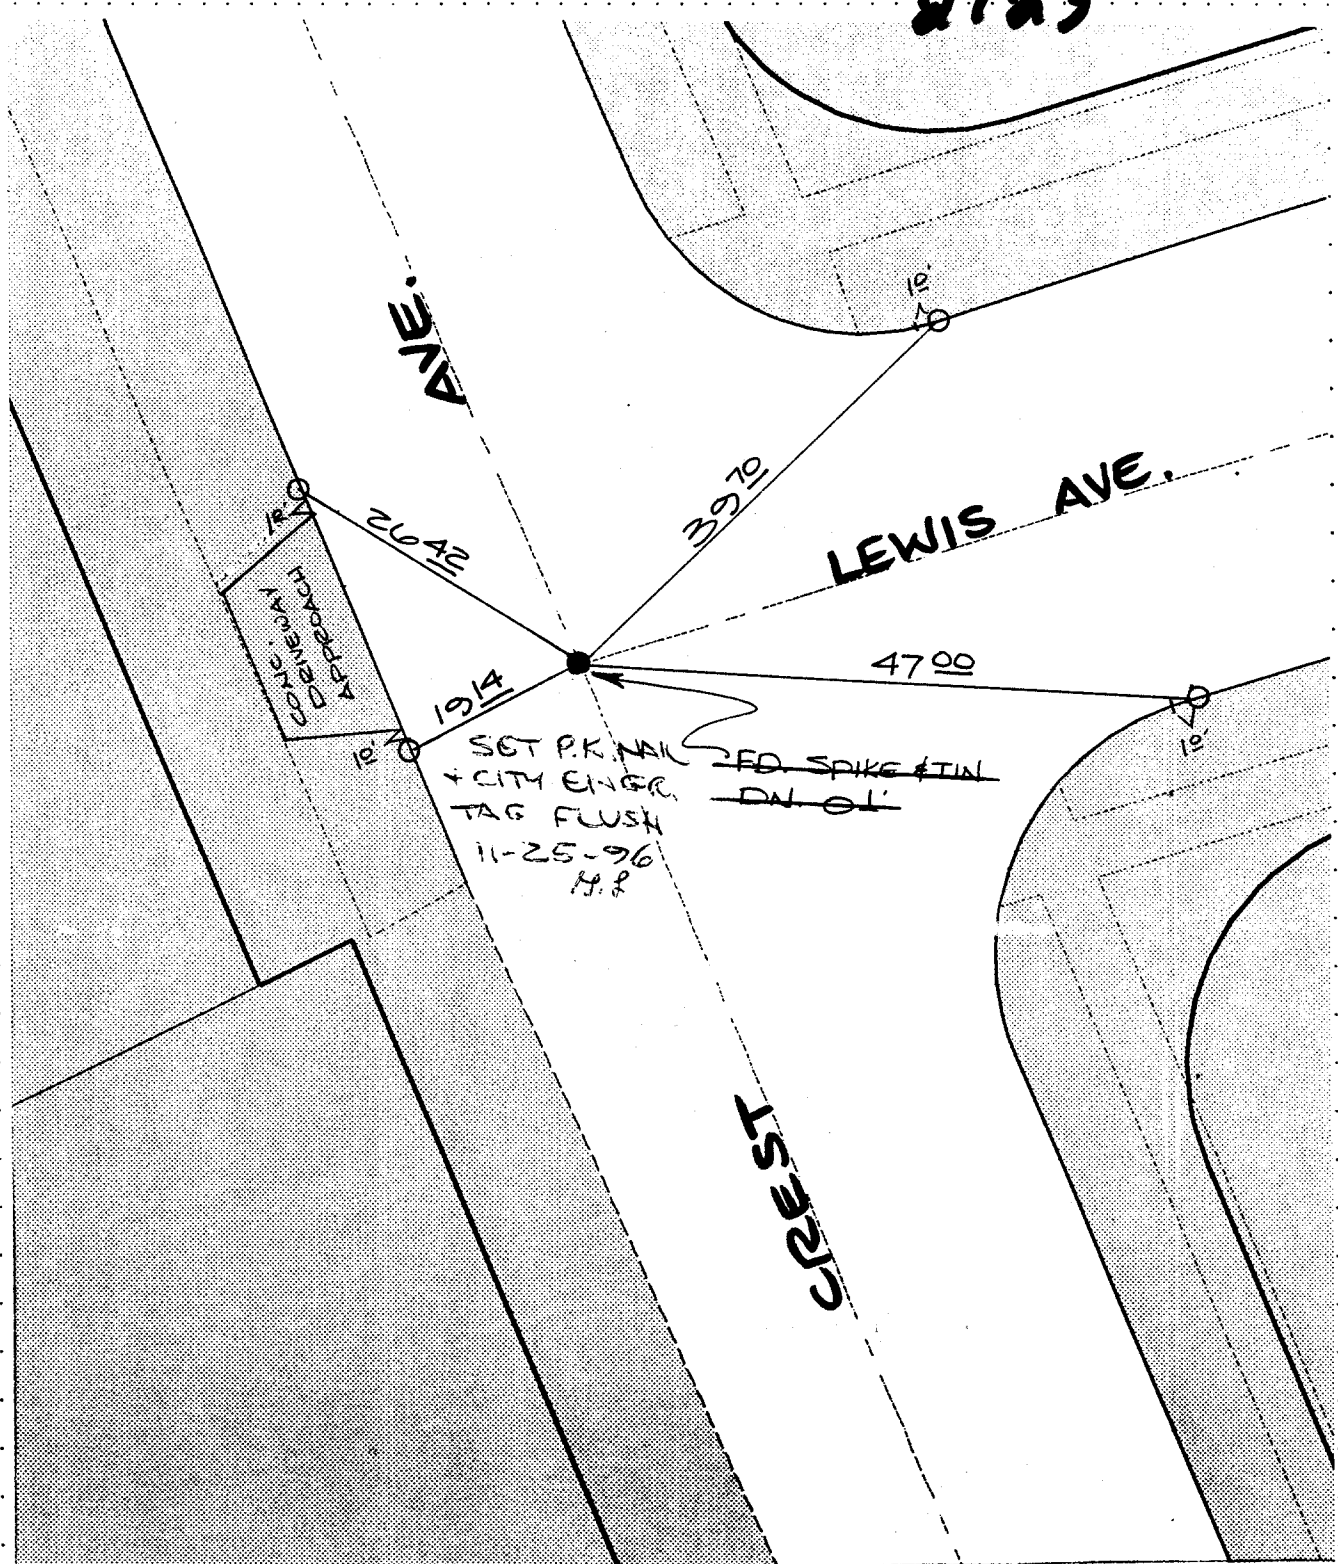 10'
AVE.
39 70
LEWIS AVE.
26 42
10'
CONC.
DRIVEWAY
APPROACH
47 00
19 14
10'
10'
SET P.K. NAIL
+ CITY ENGR.
TAG FLUSH
11-25-96
FD. SPIKE & TIN
DN. 0 1'
CREST